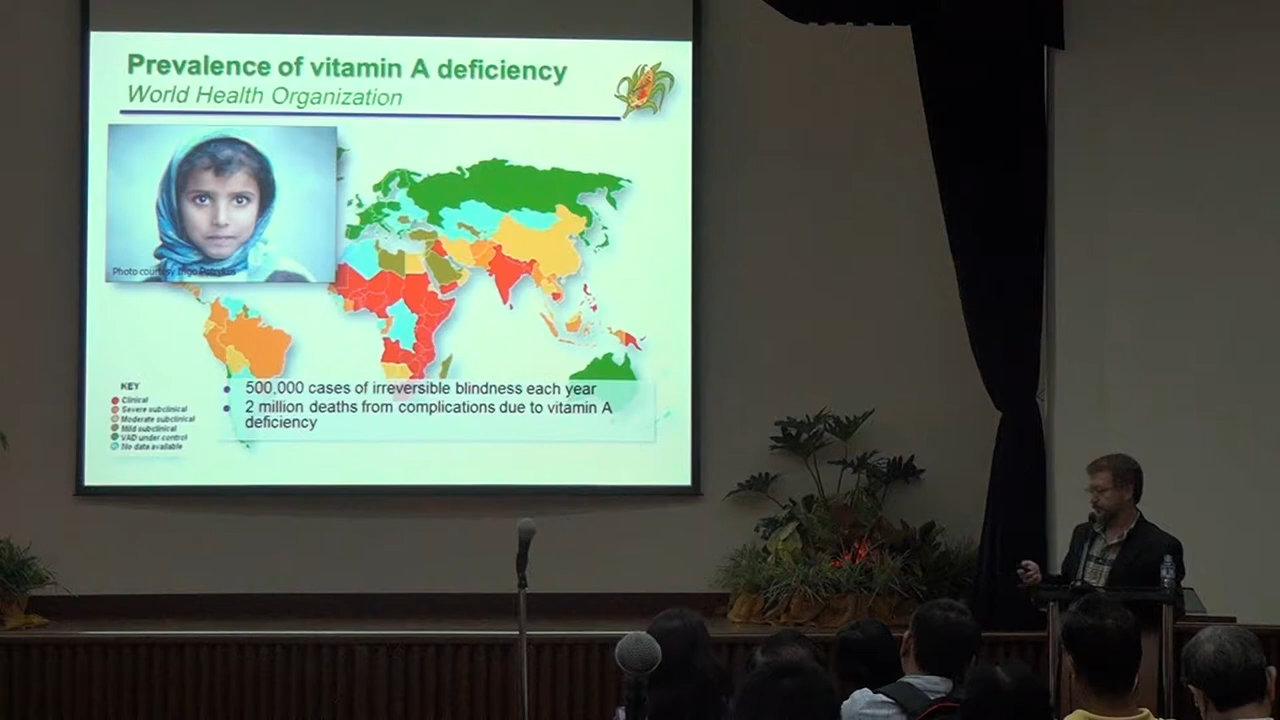 Prevalence of vitamin A deficiency
World Health Organization
Photo courtesy Ingo Potrykus
KEY
Clinical
Severe subclinical
Moderate subclinical
Mild subclinical
VAD under control
No data available
• 500,000 cases of irreversible blindness each year
• 2 million deaths from complications due to vitamin A
deficiency